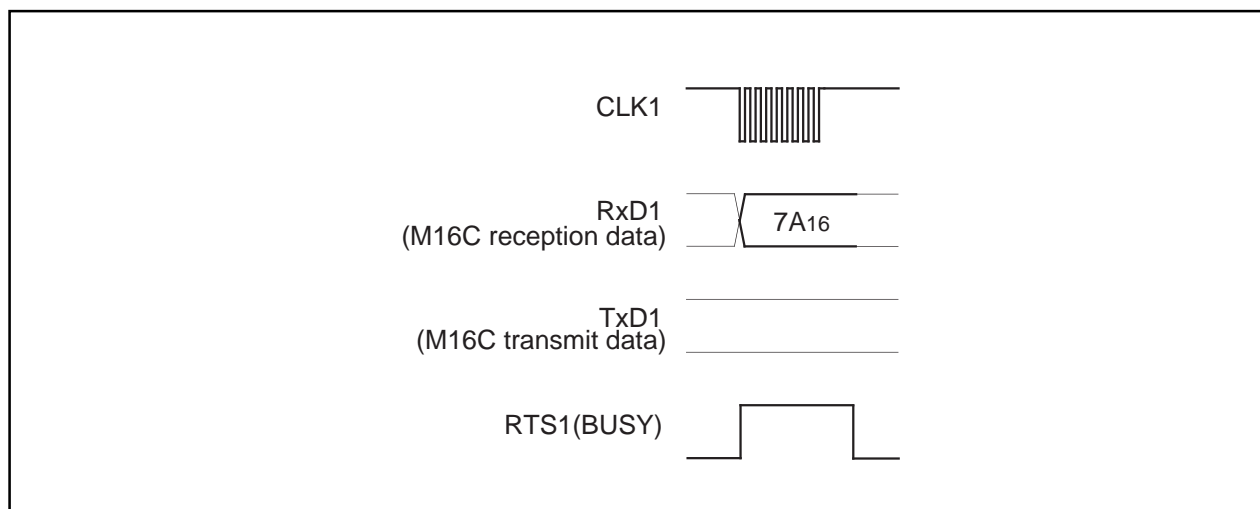 CLK1
RxD1
(M16C reception data)
7A16
TxD1
(M16C transmit data)
RTS1(BUSY)